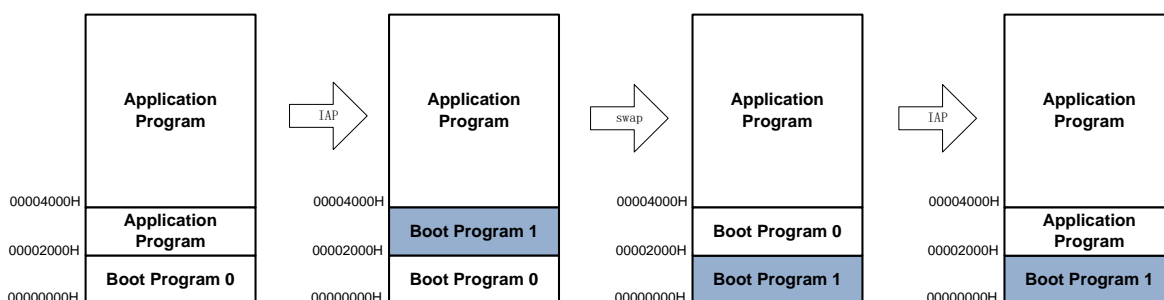 Application
Program
00004000H
Application
Program
00002000H
Boot Program 0
00000000H
IAP
Application
Program
00004000H
Boot Program 1
00002000H
Boot Program 0
00000000H
swap
Application
Program
00004000H
Boot Program 0
00002000H
Boot Program 1
00000000H
IAP
Application
Program
00004000H
Application
Program
00002000H
Boot Program 1
00000000H